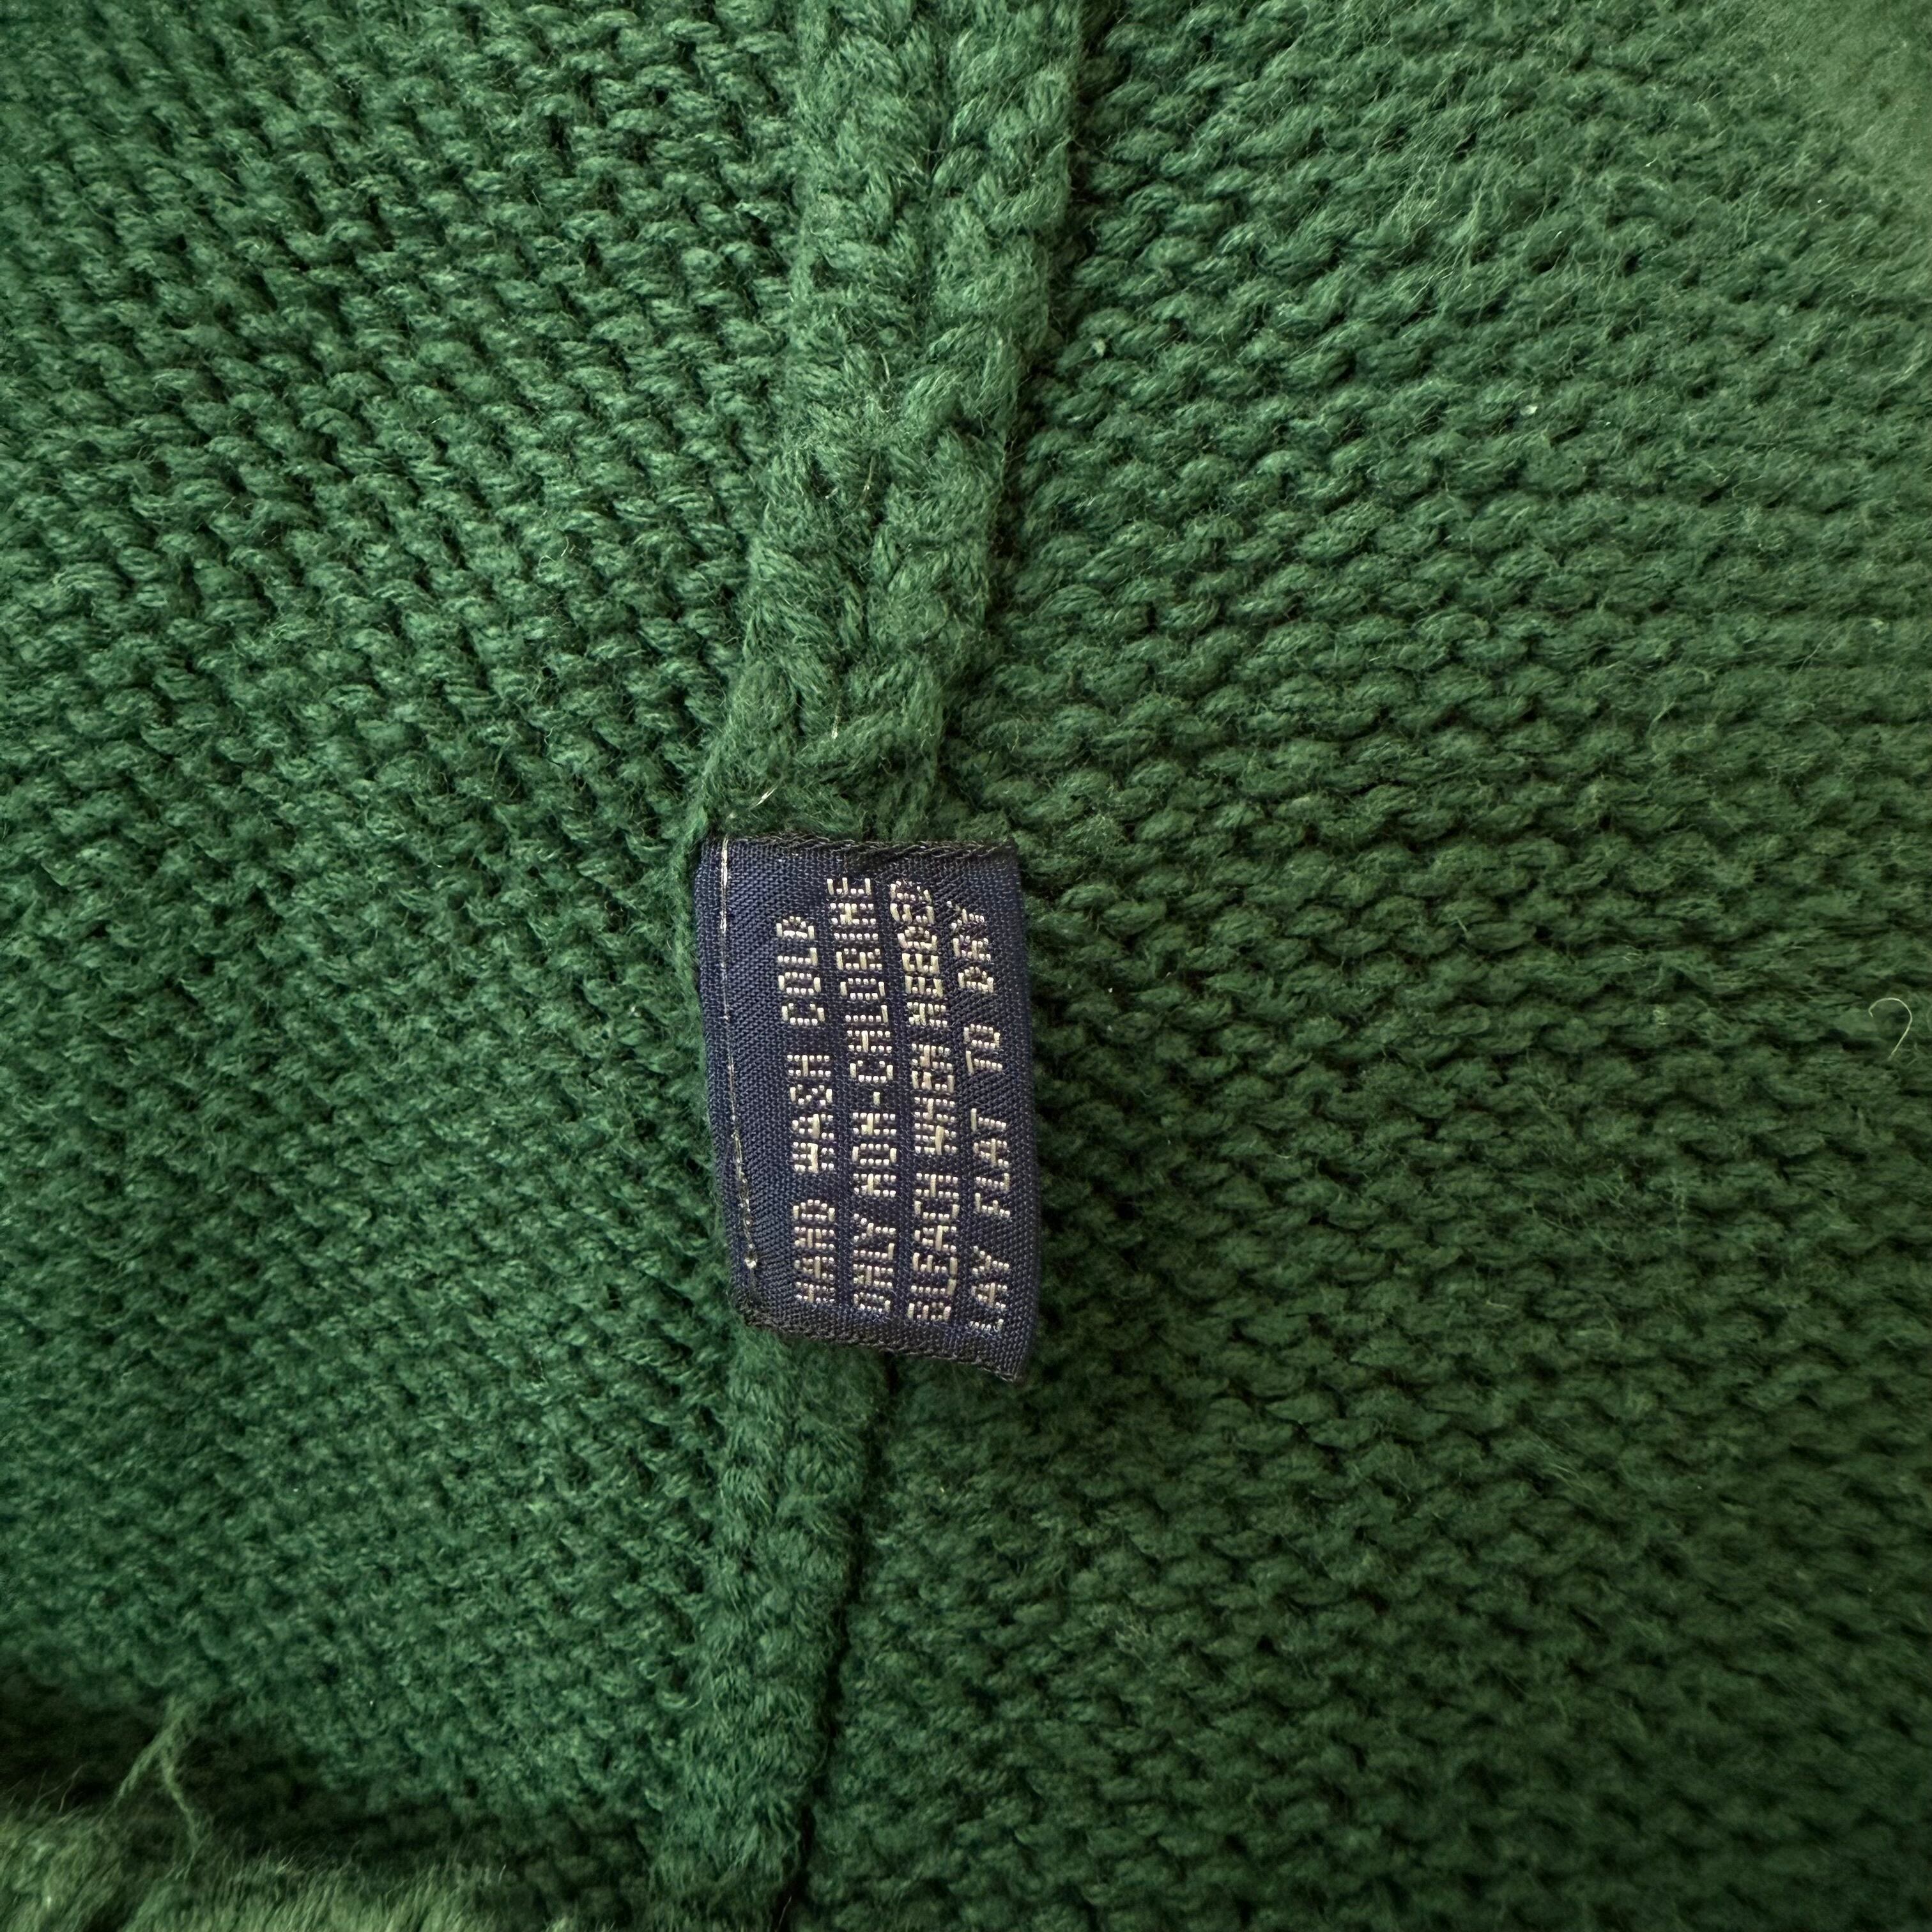 HAND WASH COLD
ONLY NON-CHLORINE
BLEACH WHEN NEEDED
LAY FLAT TO DRY